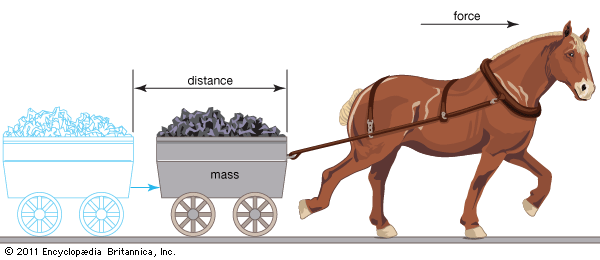 force
distance
mass
© 2011 Encyclopædia Britannica, Inc.